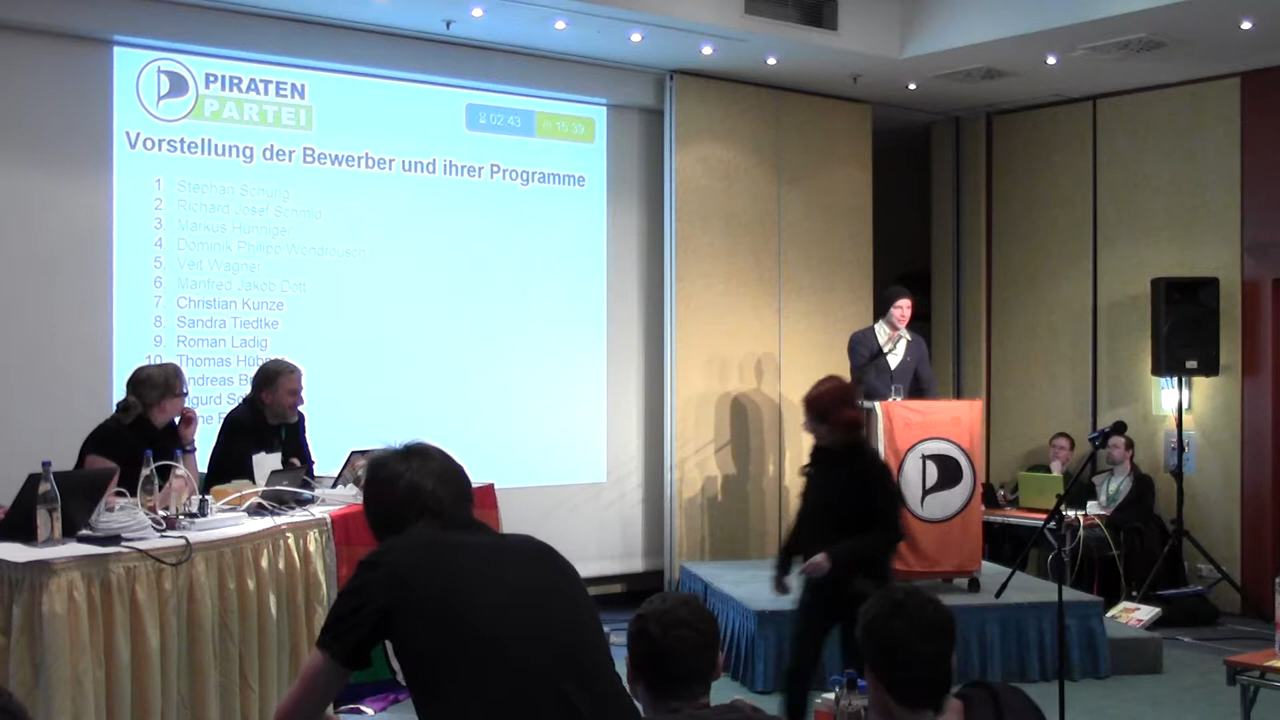 PIRATEN
PARTEI
02:43
15:39
Vorstellung der Bewerber und ihrer Programme
1. Stephan Schurig
2. Richard Josef Schmid
3. Markus Hünniger
4. Dominik Philipp Wondrousch
5. Veit Wagner
6. Manfred Jakob Dott
7. Christian Kunze
8. Sandra Tiedtke
9. Roman Ladig
10. Thomas